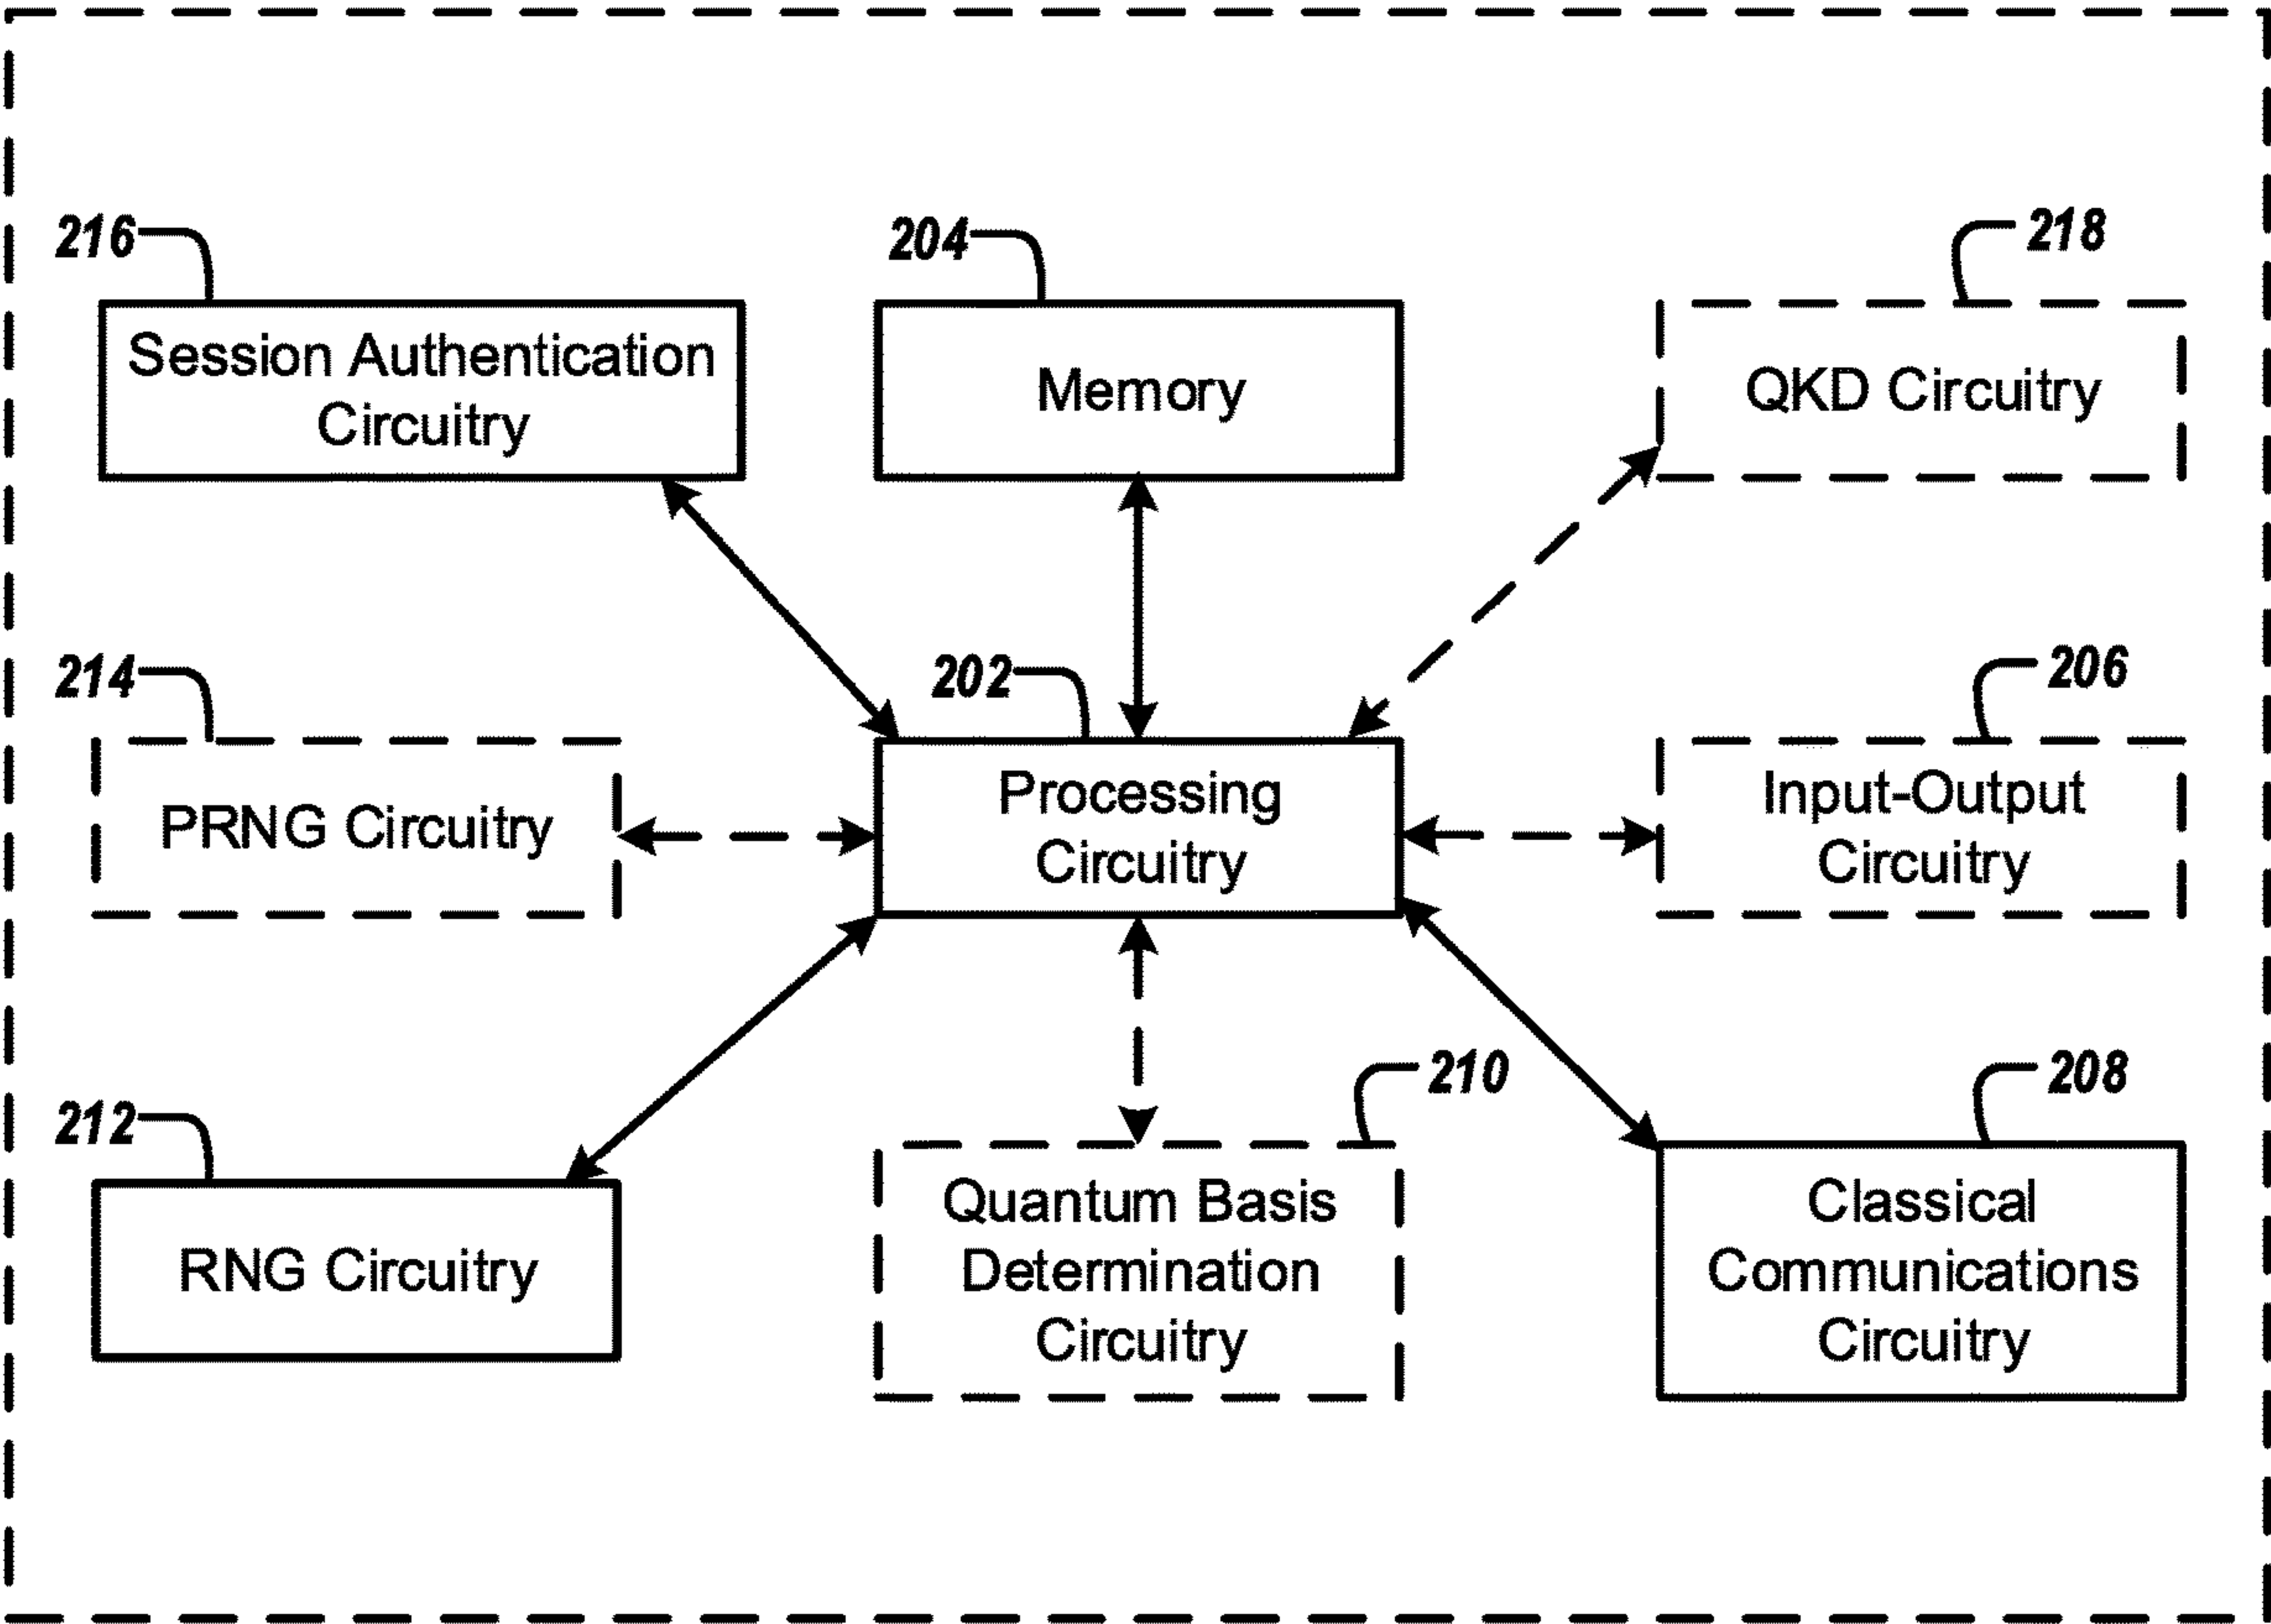 216
204
218
Session Authentication
Circuitry
Memory
QKD Circuitry
214
202
206
PRNG Circuitry
Processing
Circuitry
Input-Output
Circuitry
212
210
208
RNG Circuitry
Quantum Basis
Determination
Circuitry
Classical
Communications
Circuitry